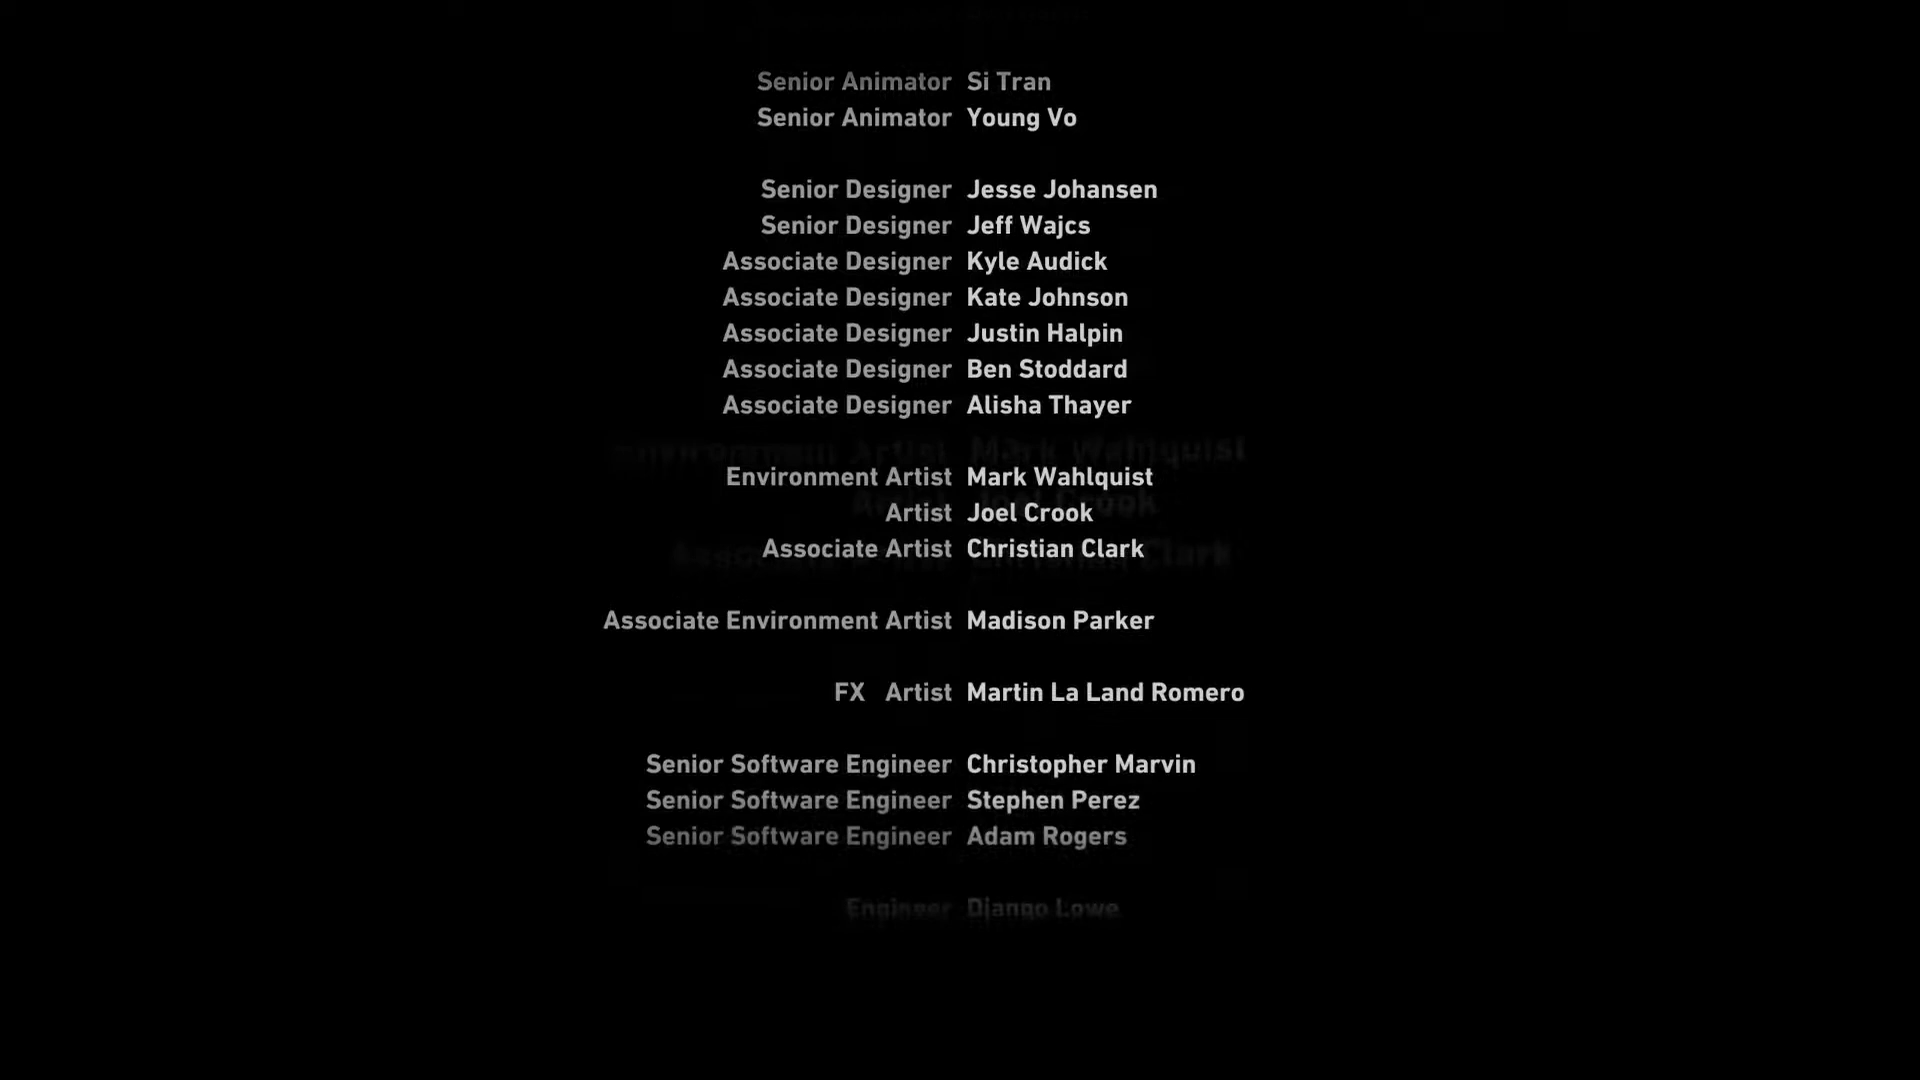 Senior Animator Si Tran
Senior Animator Young Vo
Senior Designer Jesse Johansen
Senior Designer Jeff Wajcs
Associate Designer Kyle Audick
Associate Designer Kate Johnson
Associate Designer Justin Halpin
Associate Designer Ben Stoddard
Associate Designer Alisha Thayer
Environment Artist Mark Wahlquist
Artist Joel Crook
Associate Artist Christian Clark
Associate Environment Artist Madison Parker
FX Artist Martin La Land Romero
Senior Software Engineer Christopher Marvin
Senior Software Engineer Stephen Perez
Senior Software Engineer Adam Rogers
Engineer Django Lowe